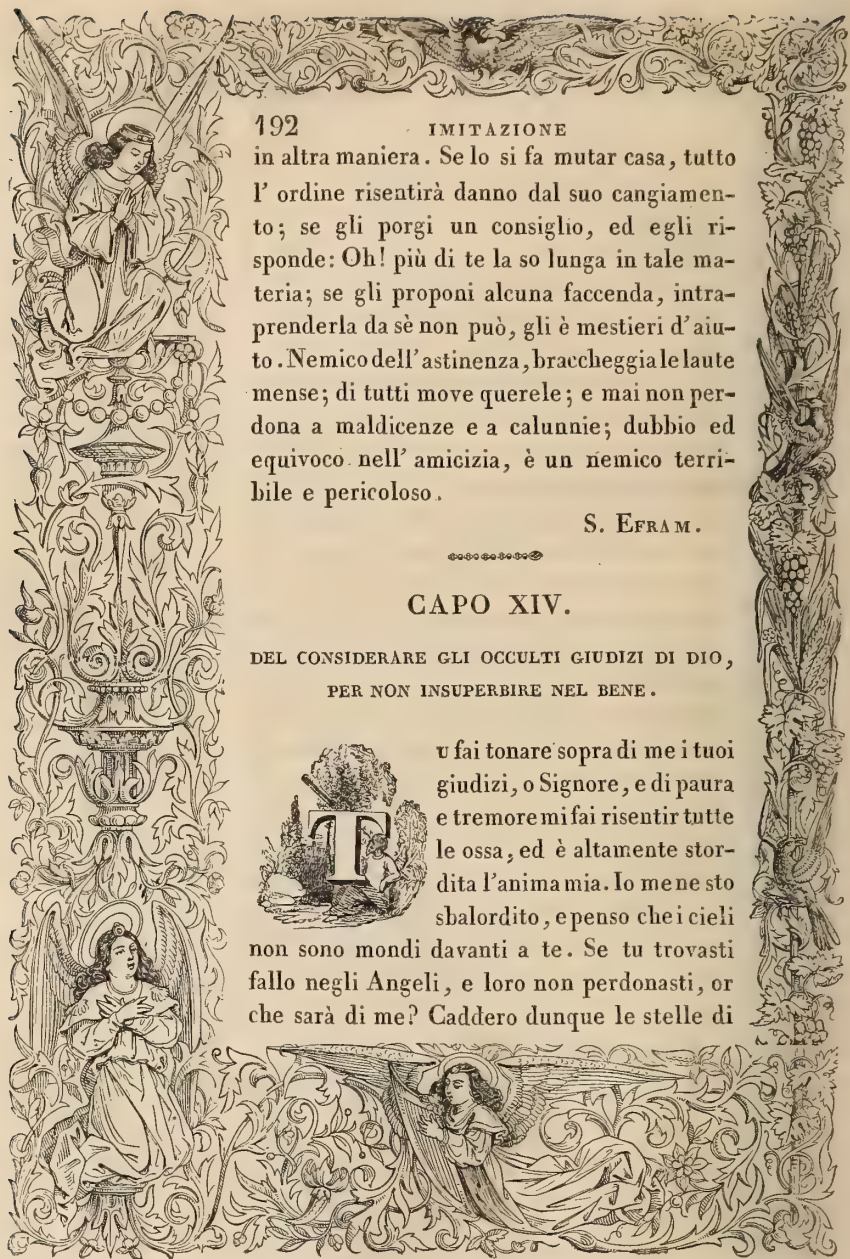 192 IMITAZIONE
in altra maniera. Se lo si fa mutar casa, tutto
l' ordine risentirà danno dal suo cangiamen-
to; se gli porgi un consiglio, ed egli ri-
sponde: Oh! più di te la so lunga in tale ma-
teria; se gli proponi alcuna faccenda, intra-
prenderla da sè non può, gli è mestieri d'aiu-
to. Nemico dell'astinenza, braccheggia le laute
mense; di tutti move querele; e mai non per-
dona a maldicenze e a calunnie; dubbio ed
equivoco nell' amicizia, è un nemico terri-
bile e pericoloso.
S. EFRAM.
CAPO XIV.
DEL CONSIDERARE GLI OCCULTI GIUDIZI DI DIO,
PER NON INSUPERBIRE NEL BENE.
TU fai tonare sopra di me i tuoi
giudizi, o Signore, e di paura
e tremore mi fai risentir tutte
le ossa, ed è altamente stor-
dita l'anima mia. Io me ne sto
sbalordito, e penso che i cieli
non sono mondi davanti a te. Se tu trovasti
fallo negli Angeli, e loro non perdonasti, or
che sarà di me? Caddero dunque le stelle di